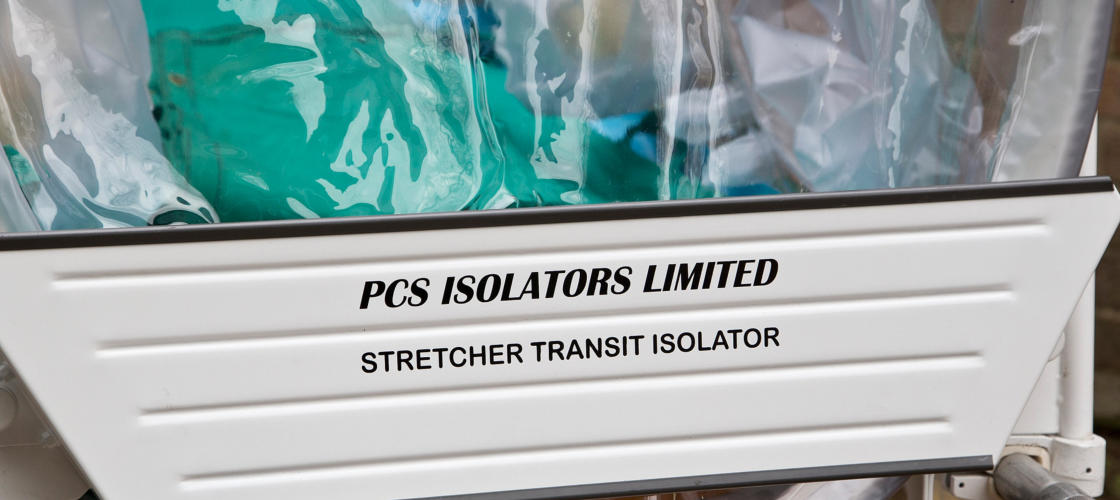 PCS ISOLATORS LIMITED
STRETCHER TRANSIT ISOLATOR